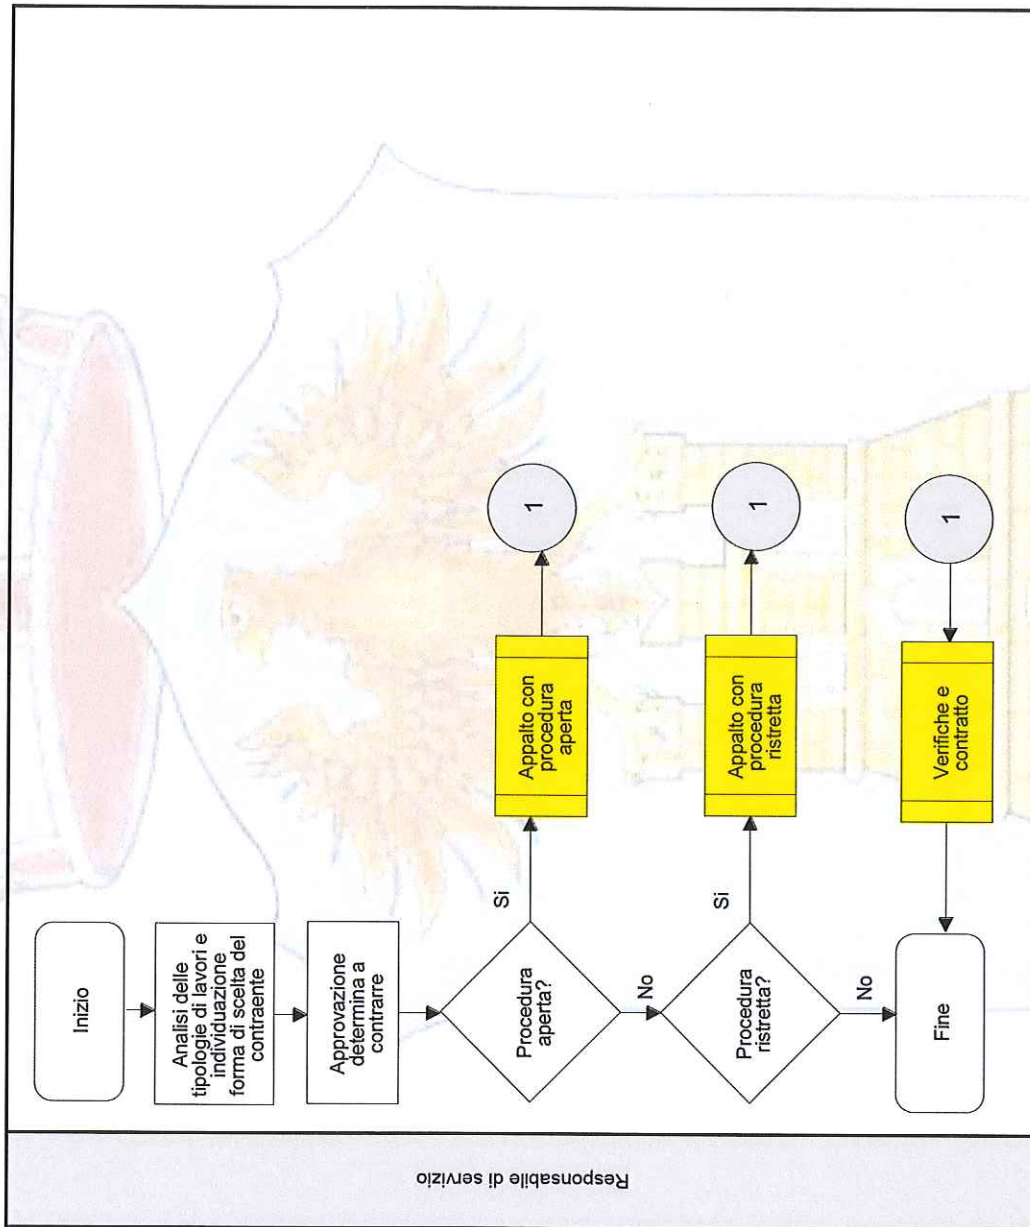 Responsabile di servizio
Inizio
Analisi delle
tipologie di lavori e
individuazione
forma di scelta del
contraente
Approvazione
determina a
contrarre
Procedura
aperta?
Si
Appalto con
procedura
aperta
1
No
Procedura
ristretta?
Si
Appalto con
procedura
ristretta
1
No
Fine
Verifiche e
contratto
1